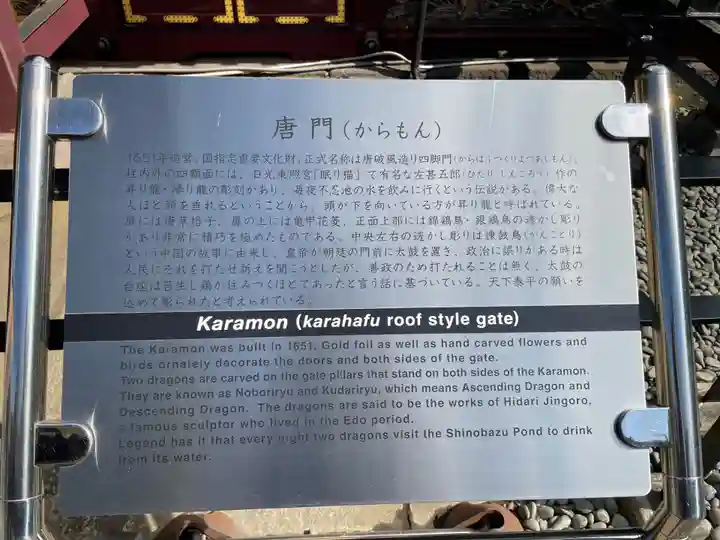 唐門(からもん)
1651年造営。国指定重要文化財。正式名称は唐破風造り四脚門(からはふつくりよつあしもん)。
柱内外の四額面には、日光東照宮「眠り猫」で有名な左甚五郎(ひだり じんごろう)作の
昇り龍・降り龍の彫刻があり、毎夜不忍池の水を飲みに行くという伝説がある。偉大な
人ほど頭を垂れるということから、頭が下を向いている方が昇り龍と呼ばれている。
扉には唐草格子、扉の上には亀甲花菱、正面上部には錦鶏鳥・銀鶏鳥の透かし彫り
があり非常に精巧を極めたものである。中央左右の透かし彫りは諫鼓鳥(かんこどり)
という中国の故事に由来し、皇帝が朝廷の門前に太鼓を置き、政治に誤りがある時は
人民にそれを打たせ訴えを聞こうとしたが、善政のため打たれることは無く、太鼓の
台座は苔生し鶏が住みつくほどであったと言う話に基づいている。天下泰平の願いを
込めて彫られたと考えられている。
Karamon (karahafu roof style gate)
The Karamon was built in 1651. Gold foil as well as hand carved flowers and
birds ornately decorate the doors and both sides of the gate.
Two dragons are carved on the gate pillars that stand on both sides of the Karamon.
They are known as Noboriryu and Kudariryu, which means Ascending Dragon and
Descending Dragon. The dragons are said to be the works of Hidari Jingoro,
a famous sculptor who lived in the Edo period.
Legend has it that every night two dragons visit the Shinobazu Pond to drink
from its water.